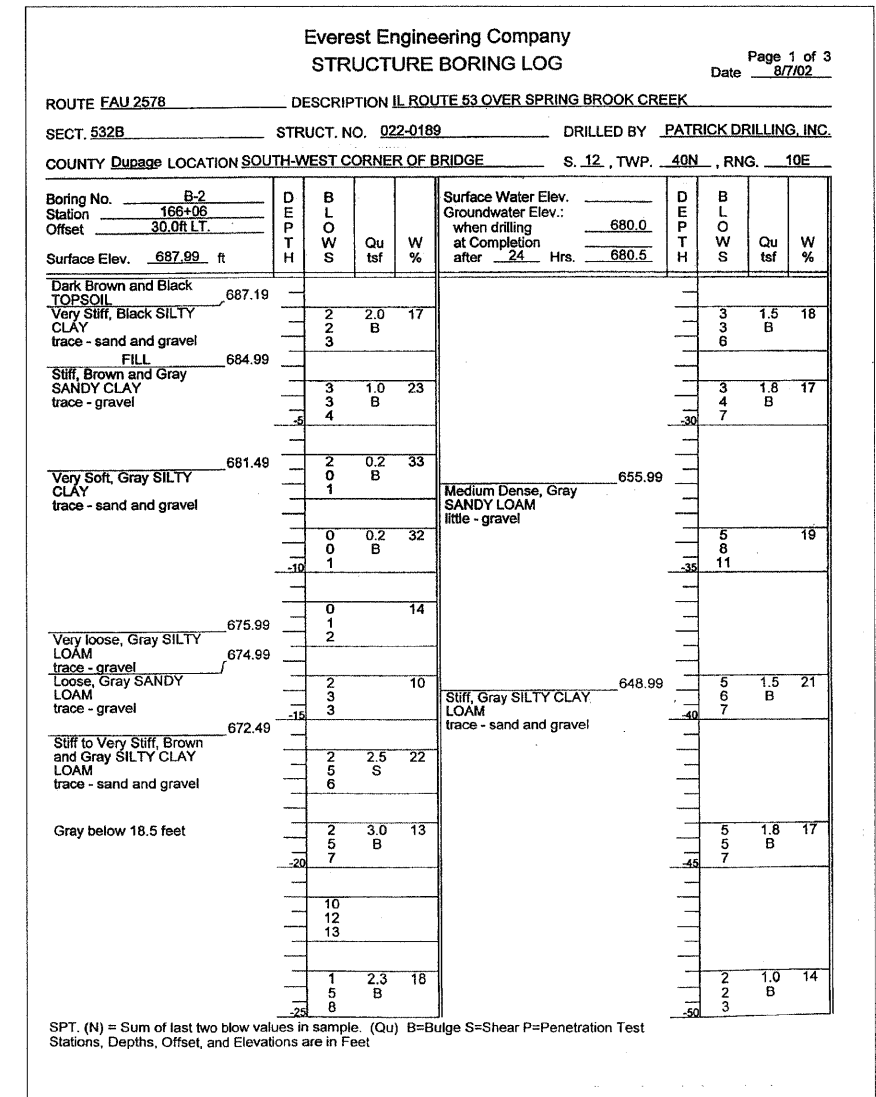 Everest Engineering Company
STRUCTURE BORING LOG
Page 1 of 3
Date 8/7/02
ROUTE FAU 2578 DESCRIPTION IL ROUTE 53 OVER SPRING BROOK CREEK
SECT. 532B STRUCT. NO. 022-0189 DRILLED BY PATRICK DRILLING, INC.
COUNTY Dupage LOCATION SOUTH-WEST CORNER OF BRIDGE S. 12 , TWP. 40N , RNG. 10E
Boring No. B-2
Station 166+06
Offset 30.0ft LT.
Surface Elev. 687.99 ft
DEPTH
BLOWS
Qu tsf
W %
Surface Water Elev.
Groundwater Elev.:
when drilling 680.0
at Completion
after 24 Hrs. 680.5
DEPTH
BLOWS
Qu tsf
W %
Dark Brown and Black
TOPSOIL 687.19
Very Stiff, Black SILTY 2 2.0 17
CLAY 2 B
trace - sand and gravel 3
FILL 684.99
Stiff, Brown and Gray
SANDY CLAY 3 1.0 23
trace - gravel 3 B
-5 4
681.49 2 0.2 33
Very Soft, Gray SILTY 0 B
CLAY 1
trace - sand and gravel
0 0.2 32
0 B
-10 1
0 14
675.99 1
Very loose, Gray SILTY 2
LOAM 674.99
trace - gravel
Loose, Gray SANDY 2 10
LOAM 3
trace - gravel -15 3
672.49
Stiff to Very Stiff, Brown
and Gray SILTY CLAY 2 2.5 22
LOAM 5 S
trace - sand and gravel 6
Gray below 18.5 feet 2 3.0 13
5 B
-20 7
10
12
13
1 2.3 18
5 B
-25 8
3 1.5 18
3 B
6
3 1.8 17
4 B
-30 7
655.99
Medium Dense, Gray
SANDY LOAM
little - gravel
5 19
8
-35 11
648.99 5 1.5 21
Stiff, Gray SILTY CLAY 6 B
LOAM -40 7
trace - sand and gravel
5 1.8 17
5 B
-45 7
2 1.0 14
2 B
-50 3
SPT. (N) = Sum of last two blow values in sample. (Qu) B=Bulge S=Shear P=Penetration Test
Stations, Depths, Offset, and Elevations are in Feet